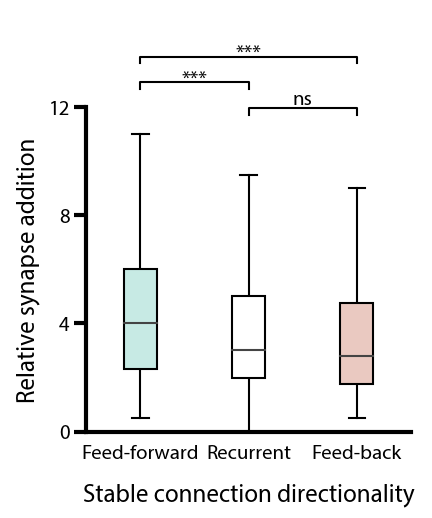 ***
***
ns
12
8
4
0
Relative synapse addition
Feed-forward Recurrent Feed-back
Stable connection directionality